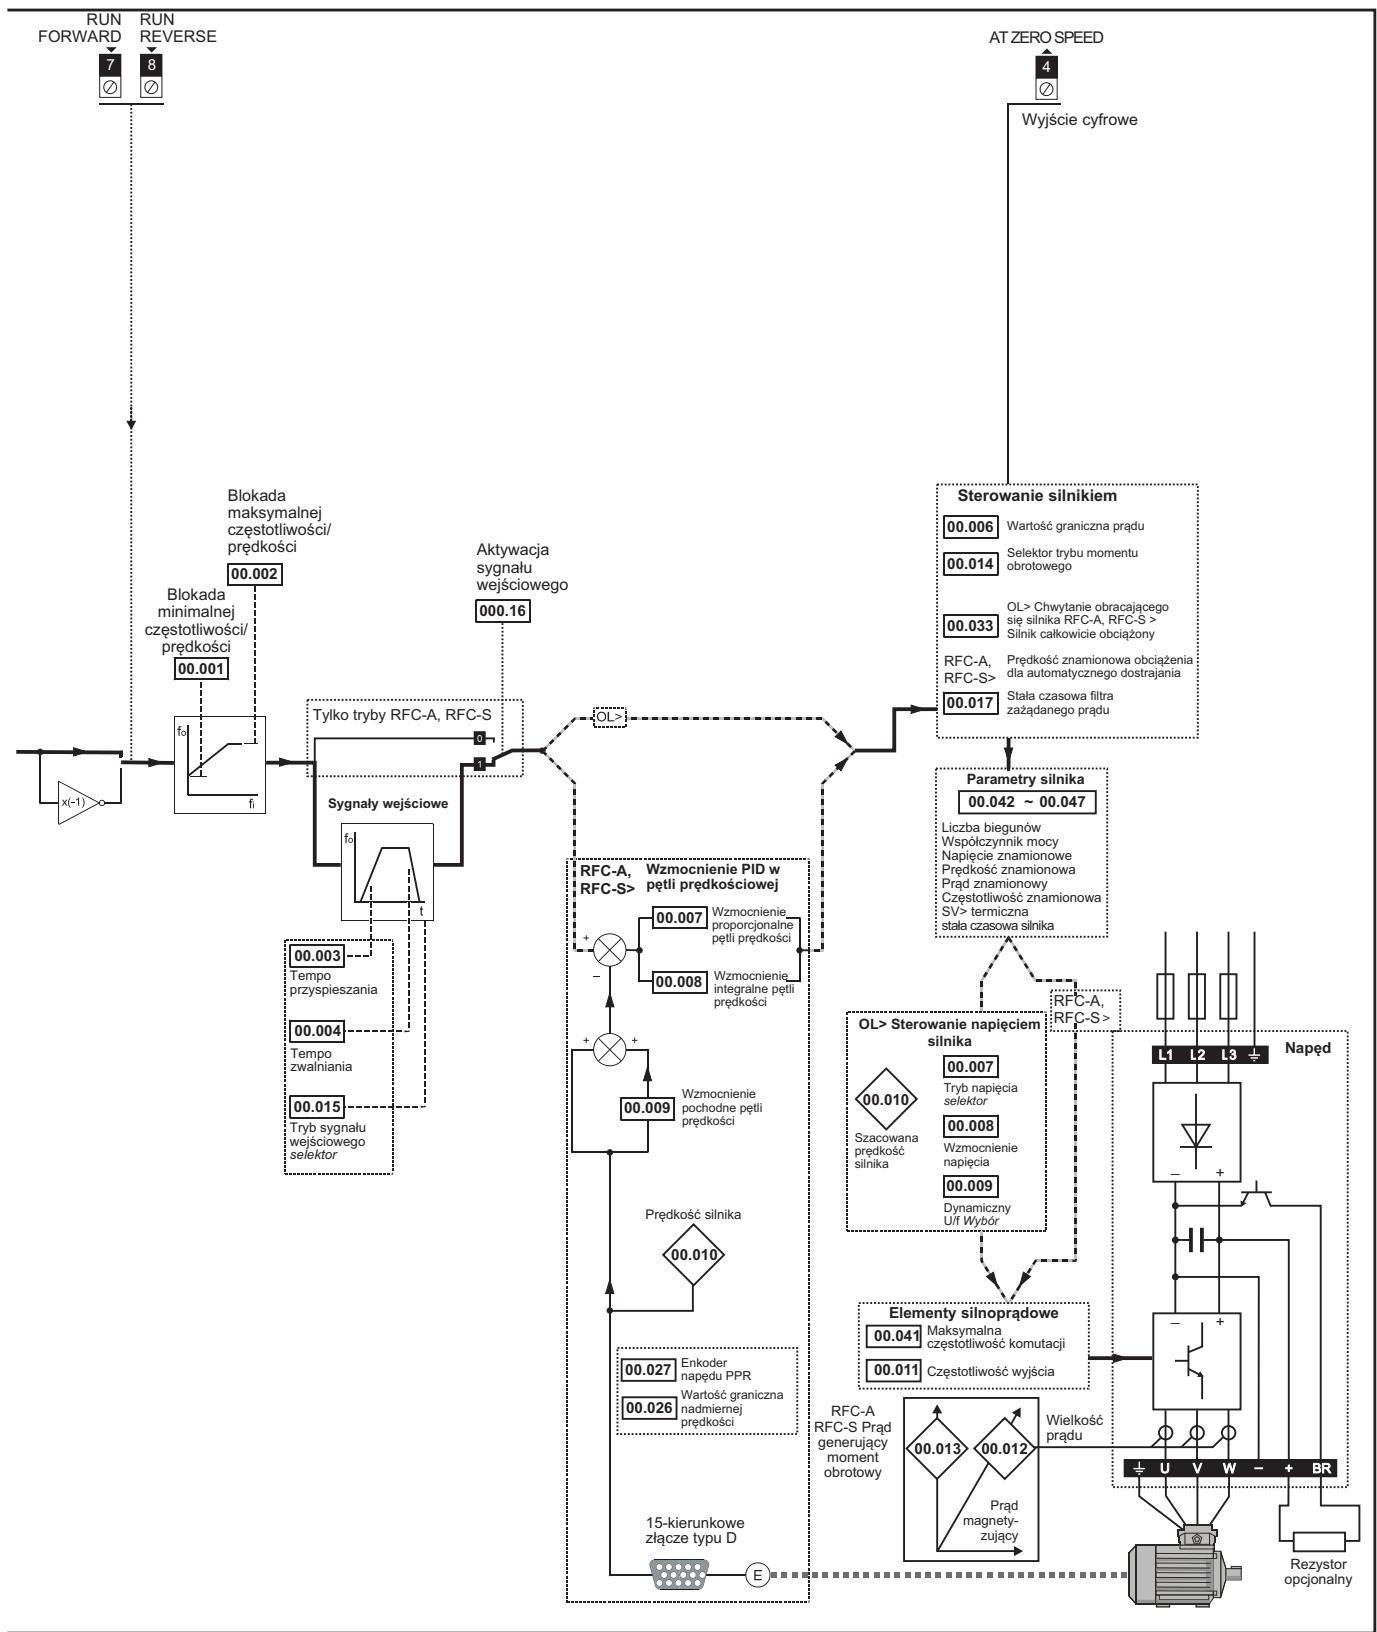 RUN
FORWARD
RUN
REVERSE
7
8
AT ZERO SPEED
4
Wyjście cyfrowe
Blokada
maksymalnej
częstotliwości/
prędkości
00.002
Blokada
minimalnej
częstotliwości/
prędkości
00.001
Aktywacja
sygnału
wejściowego
000.16
Tylko tryby RFC-A, RFC-S
0
1
fo
fi
x(-1)
Sygnały wejściowe
fo
t
00.003
Tempo
przyspieszania
00.004
Tempo
zwalniania
00.015
Tryb sygnału
wejściowego
selektor
OL>
RFC-A,
RFC-S>
Wzmocnienie PID w
pętli prędkościowej
00.007
Wzmocnienie
proporcjonalne
pętli prędkości
00.008
Wzmocnienie
integralne pętli
prędkości
+
–
+
+
00.009
Wzmocnienie
pochodne pętli
prędkości
Prędkość silnika
00.010
00.027
Enkoder
napędu PPR
00.026
Wartość graniczna
nadmiernej
prędkości
15-kierunkowe
złącze typu D
E
Sterowanie silnikiem
00.006
Wartość graniczna prądu
00.014
Selektor trybu momentu
obrotowego
00.033
OL> Chwytanie obracającego
się silnika RFC-A, RFC-S >
Silnik całkowicie obciążony
RFC-A,
RFC-S>
Prędkość znamionowa obciążenia
dla automatycznego dostrajania
00.017
Stała czasowa filtra
zażądanego prądu
Parametry silnika
00.042 ~ 00.047
Liczba biegunów
Współczynnik mocy
Napięcie znamionowe
Prędkość znamionowa
Prąd znamionowy
Częstotliwość znamionowa
SV> termiczna
stała czasowa silnika
RFC-A,
RFC-S >
OL> Sterowanie napięciem
silnika
00.010
Szacowana
prędkość
silnika
00.007
Tryb napięcia
selektor
00.008
Wzmocnienie
napięcia
00.009
Dynamiczny
U/f Wybór
Elementy silnoprądowe
00.041
Maksymalna
częstotliwość komutacji
00.011
Częstotliwość wyjścia
RFC-A
RFC-S Prąd
generujący
moment
obrotowy
00.013
00.012
Prąd
magnety-
zujący
Wielkość
prądu
Napęd
L1 L2 L3
– +
– +
U V W – + BR
Rezystor
opcjonalny